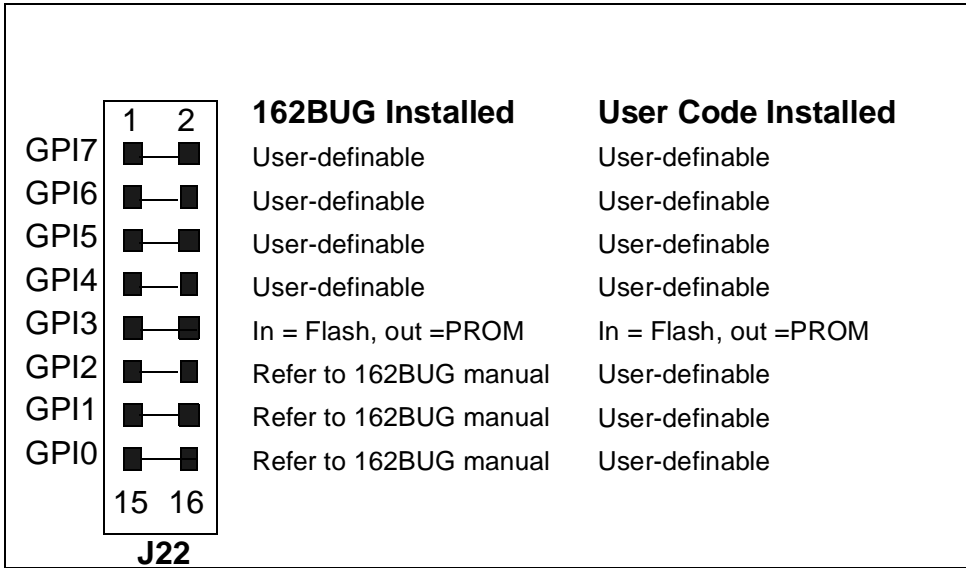 1 2 162BUG Installed User Code Installed
GPI7 User-definable User-definable
GPI6 User-definable User-definable
GPI5 User-definable User-definable
GPI4 User-definable User-definable
GPI3 In = Flash, out =PROM In = Flash, out =PROM
GPI2 Refer to 162BUG manual User-definable
GPI1 Refer to 162BUG manual User-definable
GPI0 Refer to 162BUG manual User-definable
15 16
J22